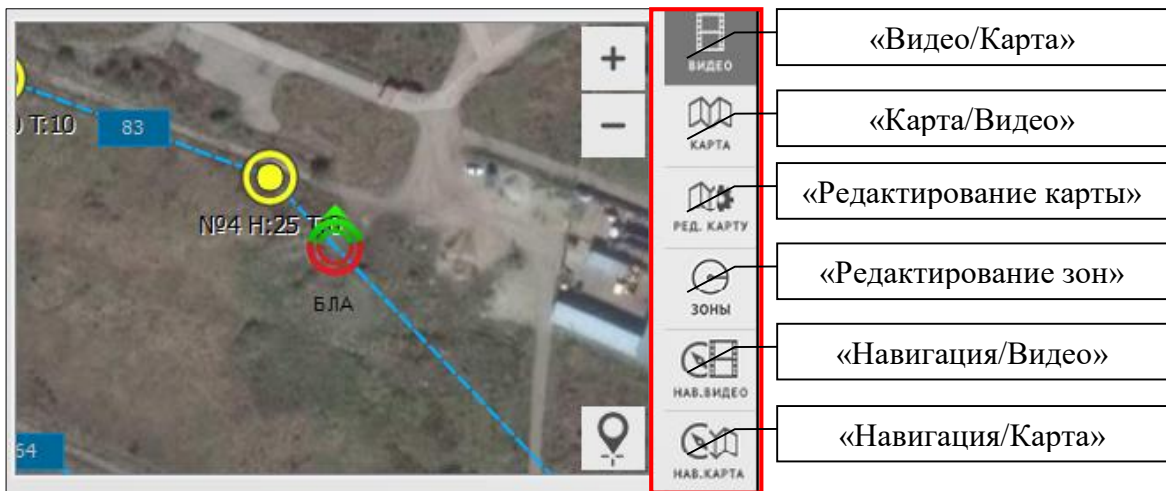 +
−
) T:10
83
№4 H:25 T:
БЛА
64
ВИДЕО
КАРТА
РЕД. КАРТУ
ЗОНЫ
НАВ.ВИДЕО
НАВ.КАРТА
«Видео/Карта»
«Карта/Видео»
«Редактирование карты»
«Редактирование зон»
«Навигация/Видео»
«Навигация/Карта»